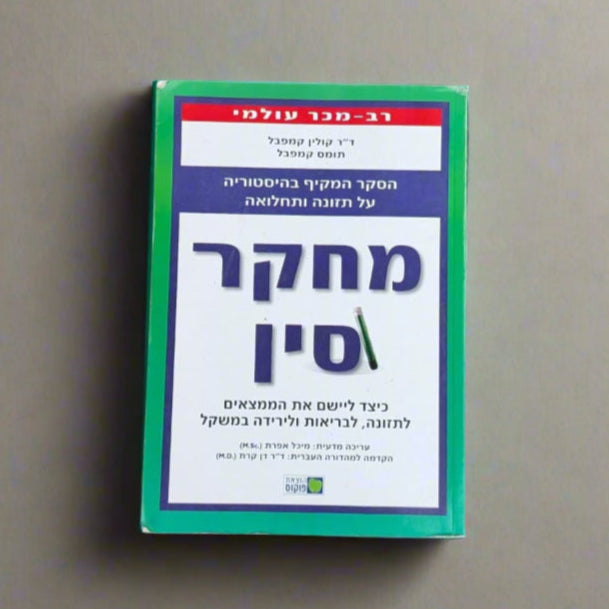 רב-מכר עולמי
ד"ר קולין קמפבל
תומס קמפבל
הסקר המקיף בהיסטוריה
על תזונה ותחלואה
מחקר
סין
כיצד ליישם את הממצאים
לתזונה, לבריאות ולירידה במשקל
עריכה מדעית: מיכל אפרת (M.Sc.)
הקדמה למהדורה העברית: ד"ר דן קרת (M.D.)
הוצאת
פוקוס